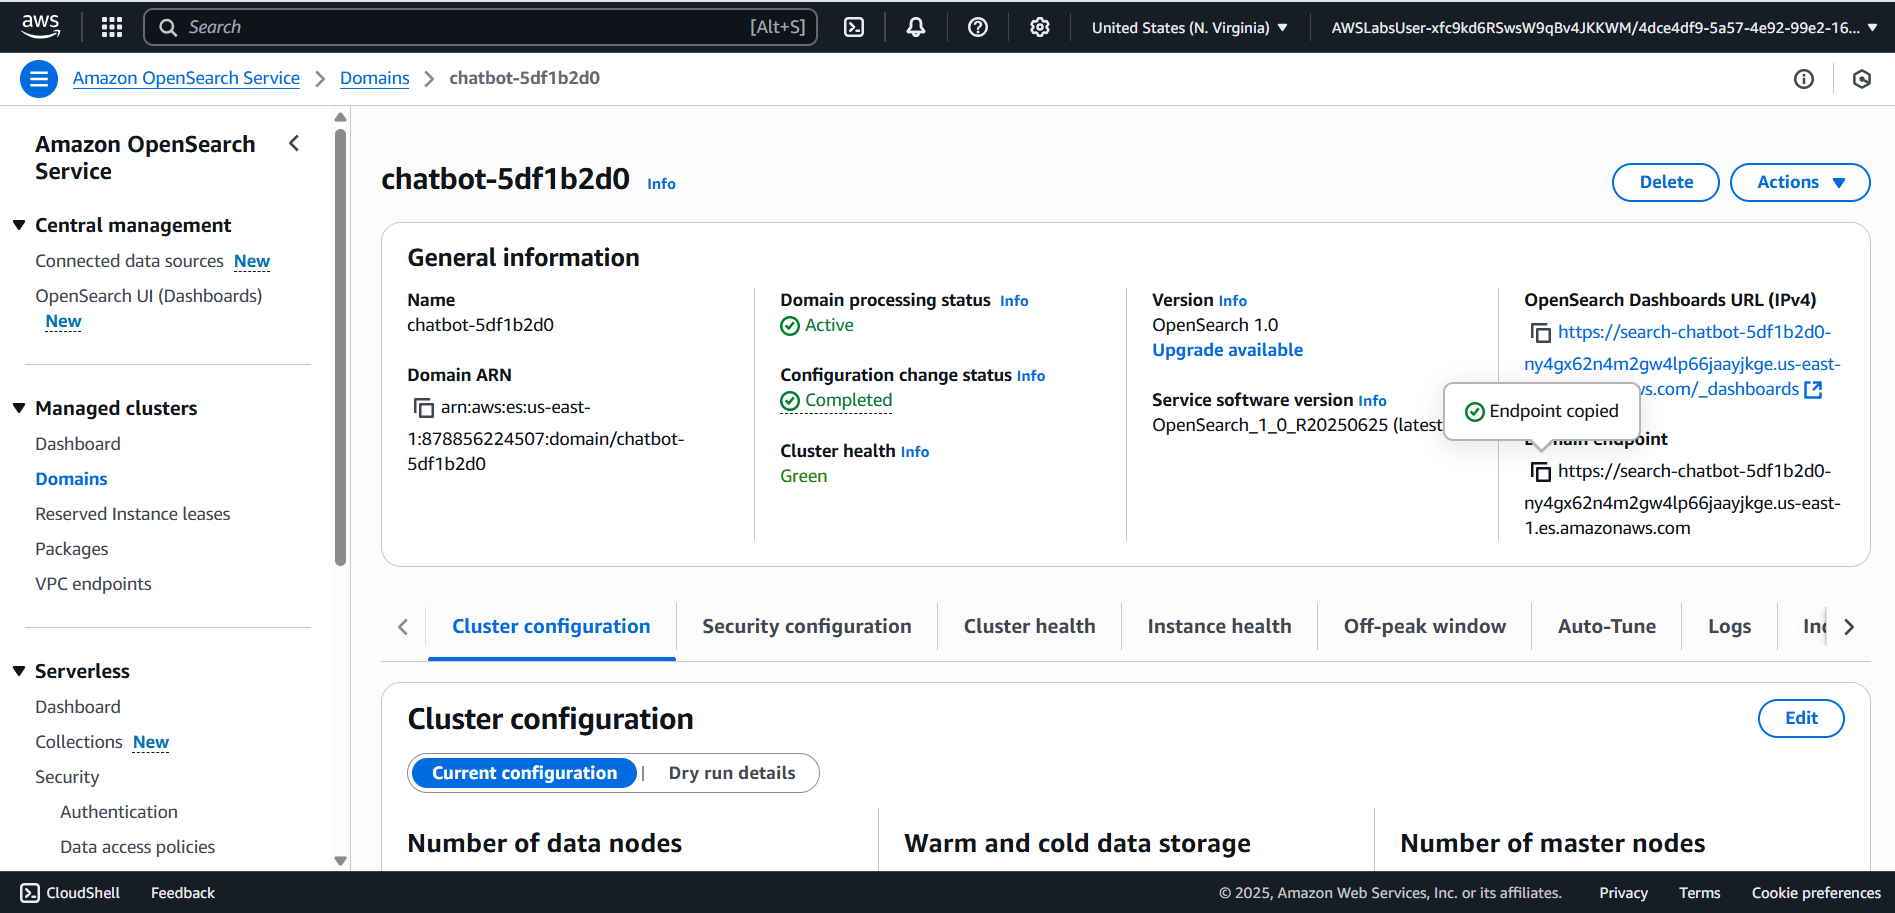 aws
Search [Alt+S]
United States (N. Virginia)
AWSLabsUser-xfc9kd6RSwsW9qBv4JKKWM/4dce4df9-5a57-4e92-99e2-16...
Amazon OpenSearch Service
Domains
chatbot-5df1b2d0
Amazon OpenSearch
Service
Central management
Connected data sources New
OpenSearch UI (Dashboards)
New
Managed clusters
Dashboard
Domains
Reserved Instance leases
Packages
VPC endpoints
Serverless
Dashboard
Collections New
Security
Authentication
Data access policies
chatbot-5df1b2d0 Info
Delete
Actions
General information
Name
chatbot-5df1b2d0
Domain ARN
arn:aws:es:us-east-
1:878856224507:domain/chatbot-
5df1b2d0
Domain processing status Info
Active
Configuration change status Info
Completed
Cluster health Info
Green
Version Info
OpenSearch 1.0
Upgrade available
Service software version Info
OpenSearch_1_0_R20250625 (latest
OpenSearch Dashboards URL (IPv4)
https://search-chatbot-5df1b2d0-
ny4gx62n4m2gw4lp66jaayjkge.us-east-
ws.com/_dashboards
Endpoint copied
Domain endpoint
https://search-chatbot-5df1b2d0-
ny4gx62n4m2gw4lp66jaayjkge.us-east-
1.es.amazonaws.com
Cluster configuration
Security configuration
Cluster health
Instance health
Off-peak window
Auto-Tune
Logs
Cluster configuration
Edit
Current configuration | Dry run details
Number of data nodes
Warm and cold data storage
Number of master nodes
CloudShell
Feedback
© 2025, Amazon Web Services, Inc. or its affiliates.
Privacy
Terms
Cookie preferences